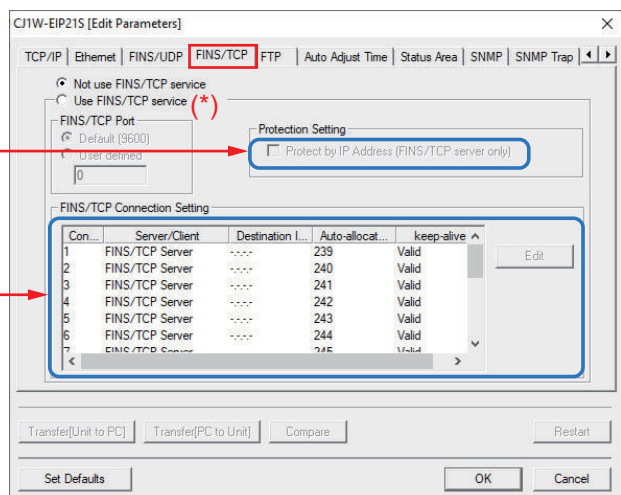 CJ1W-EIP21S [Edit Parameters]
TCP/IP Ethernet FINS/UDP FINS/TCP FTP Auto Adjust Time Status Area SNMP SNMP Trap
Not use FINS/TCP service
Use FINS/TCP service (*)
FINS/TCP Port
Default (9600)
User defined
0
Protection Setting
Protect by IP Address (FINS/TCP server only)
FINS/TCP Connection Setting
Con... Server/Client Destination I... Auto-allocat... keep-alive
1 FINS/TCP Server -.-.-.- 239 Valid
2 FINS/TCP Server -.-.-.- 240 Valid
3 FINS/TCP Server -.-.-.- 241 Valid
4 FINS/TCP Server -.-.-.- 242 Valid
5 FINS/TCP Server -.-.-.- 243 Valid
6 FINS/TCP Server -.-.-.- 244 Valid
7 FINS/TCP Server 245 Valid
Edit
Transfer[Unit to PC] Transfer[PC to Unit] Compare Restart
Set Defaults OK Cancel